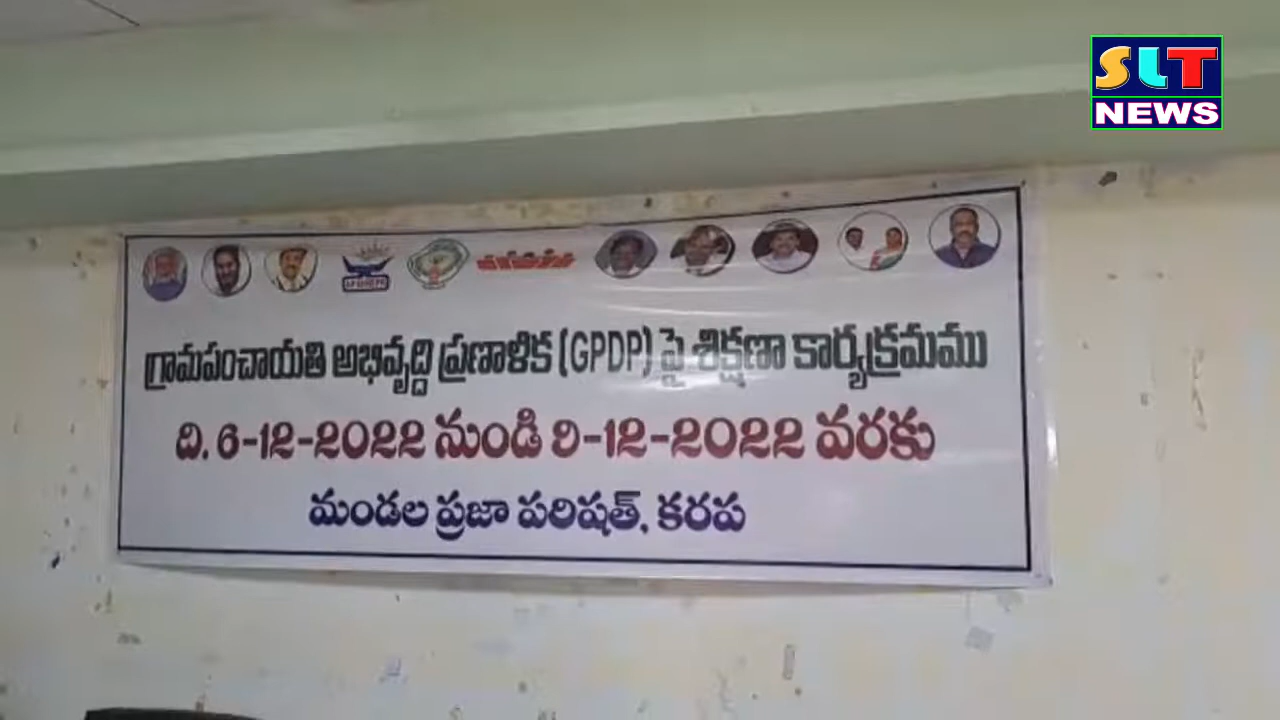 SLT
NEWS
గ్రామపంచాయతి అభివృద్ది ప్రణాళిక (GPDP) పై శిక్షణా కార్యక్రమము
ది. 6-12-2022 నుండి 9-12-2022 వరకు
మండల ప్రజా పరిషత్, కరప